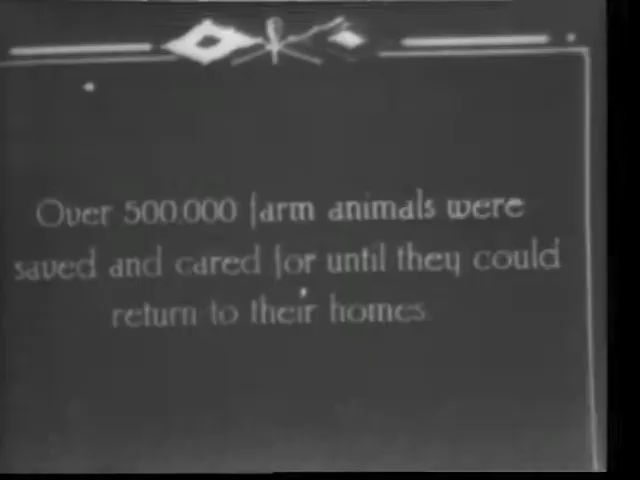 Over 500.000 farm animals were
saved and cared for until they could
return to their homes